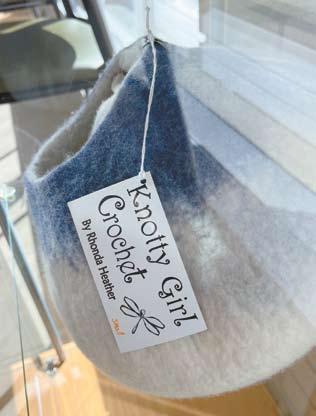 Knotty Girl
Crochet
By Rhonda Heather